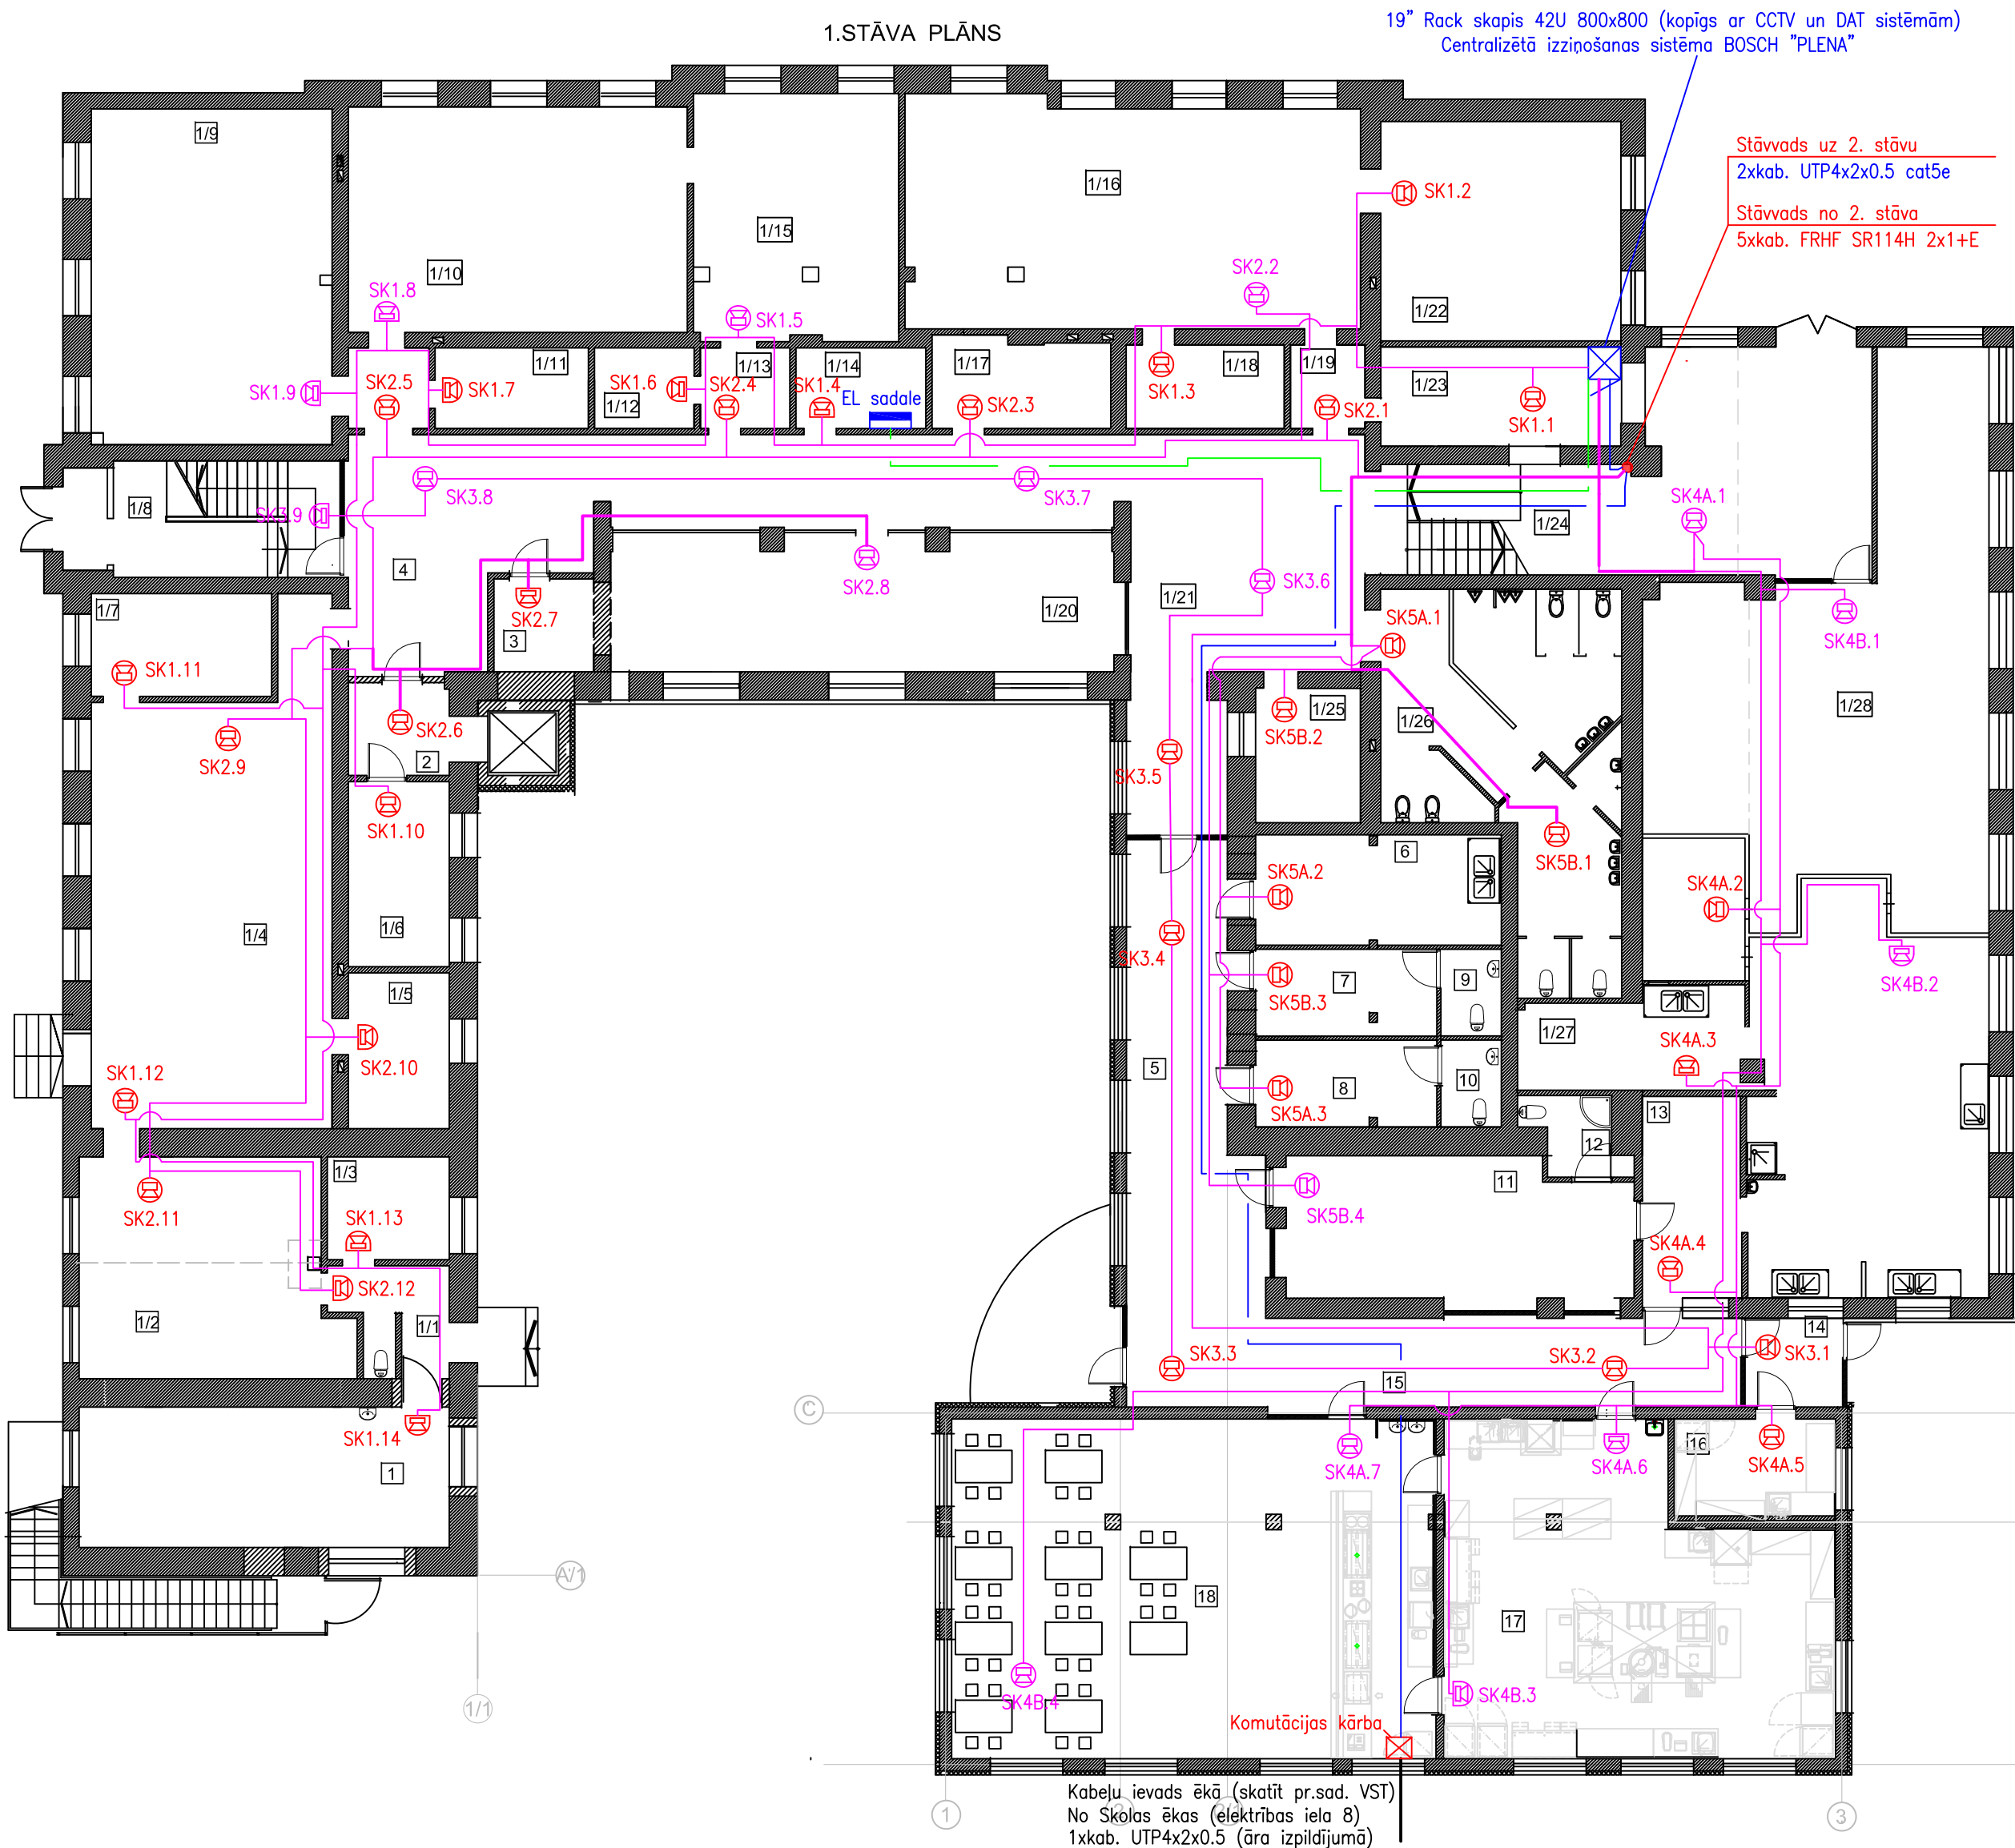 1.STĀVA PLĀNS
19" Rack skapis 42U 800x800 (kopīgs ar CCTV un DAT sistēmām)
Centralizētā izziņošanas sistēma BOSCH "PLENA"
Stāvvads uz 2. stāvu
2xkab. UTP4x2x0.5 cat5e
Stāvvads no 2. stāva
5xkab. FRHF SR114H 2x1+E
1/9
1/16
SK1.2
1/15
1/10
SK2.2
SK1.8
SK1.5
1/22
1/11
1/13
1/14
1/17
1/18
1/19
SK1.9
SK2.5
SK1.7
SK1.6
SK2.4
SK1.4
SK1.3
1/23
1/12
EL sadale
SK2.3
SK2.1
SK1.1
SK3.8
SK3.7
SK4A.1
1/8
SK3.9
1/24
4
SK2.8
SK3.6
1/7
SK2.7
1/20
1/21
SK5A.1
SK4B.1
3
SK1.11
1/25
1/26
1/28
SK2.6
SK5B.2
2
SK2.9
SK3.5
SK1.10
6
SK5B.1
SK5A.2
SK4A.2
1/4
1/6
SK3.4
7
9
SK4B.2
1/5
SK5B.3
1/27
SK4A.3
SK2.10
SK1.12
5
8
10
SK5A.3
13
12
1/3
11
SK2.11
SK1.13
SK5B.4
SK4A.4
SK2.12
1/2
1/1
14
SK3.3
SK3.2
SK3.1
15
C
SK1.14
1
SK4A.7
SK4A.6
16
SK4A.5
A'/1
18
17
1/1
SK4B.4
SK4B.3
Komutācijas kārba
Kabeļu ievads ēkā (skatīt pr.sad. VST)
1
2
2/1
3
No Skolas ēkas (elektrības iela 8)
1xkab. UTP4x2x0.5 (āra izpildījumā)